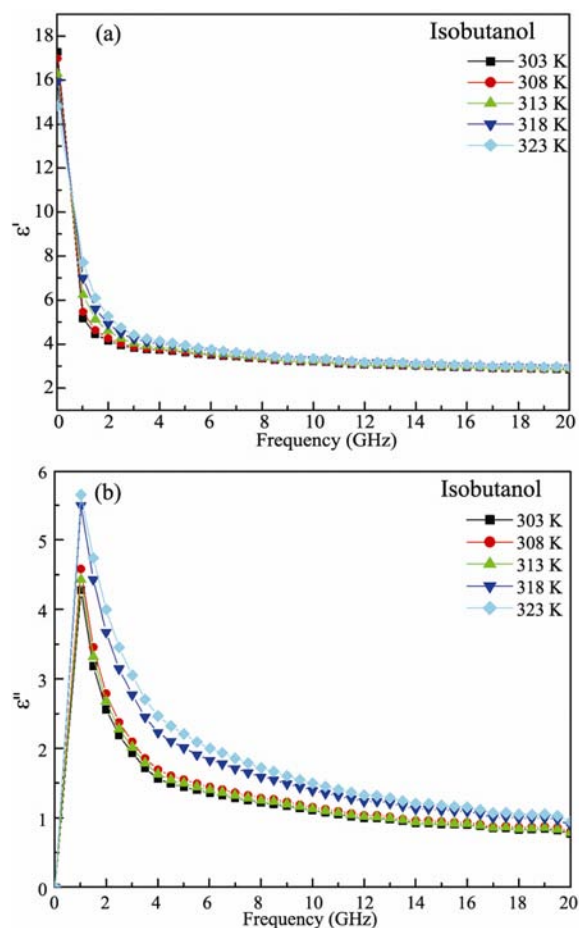 (a)
Isobutanol
303 K
308 K
313 K
318 K
323 K
ε'
18
16
14
12
10
8
6
4
2
0 2 4 6 8 10 12 14 16 18 20
Frequency (GHz)
(b)
Isobutanol
303 K
308 K
313 K
318 K
323 K
ε"
6
5
4
3
2
1
0
0 2 4 6 8 10 12 14 16 18 20
Frequency (GHz)